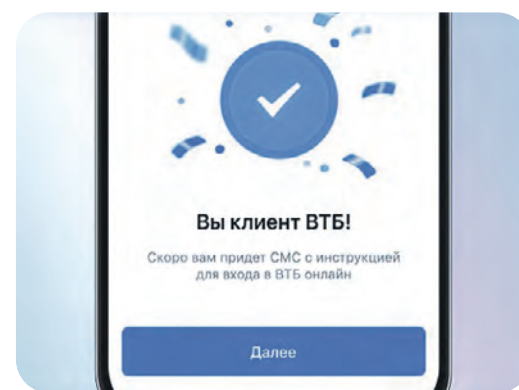 Вы клиент ВТБ!
Скоро вам придет СМС с инструкцией
для входа в ВТБ онлайн
Далее